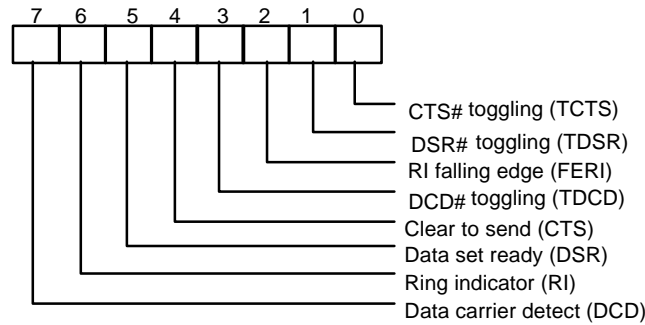 7 6 5 4 3 2 1 0
CTS# toggling (TCTS)
DSR# toggling (TDSR)
RI falling edge (FERI)
DCD# toggling (TDCD)
Clear to send (CTS)
Data set ready (DSR)
Ring indicator (RI)
Data carrier detect (DCD)